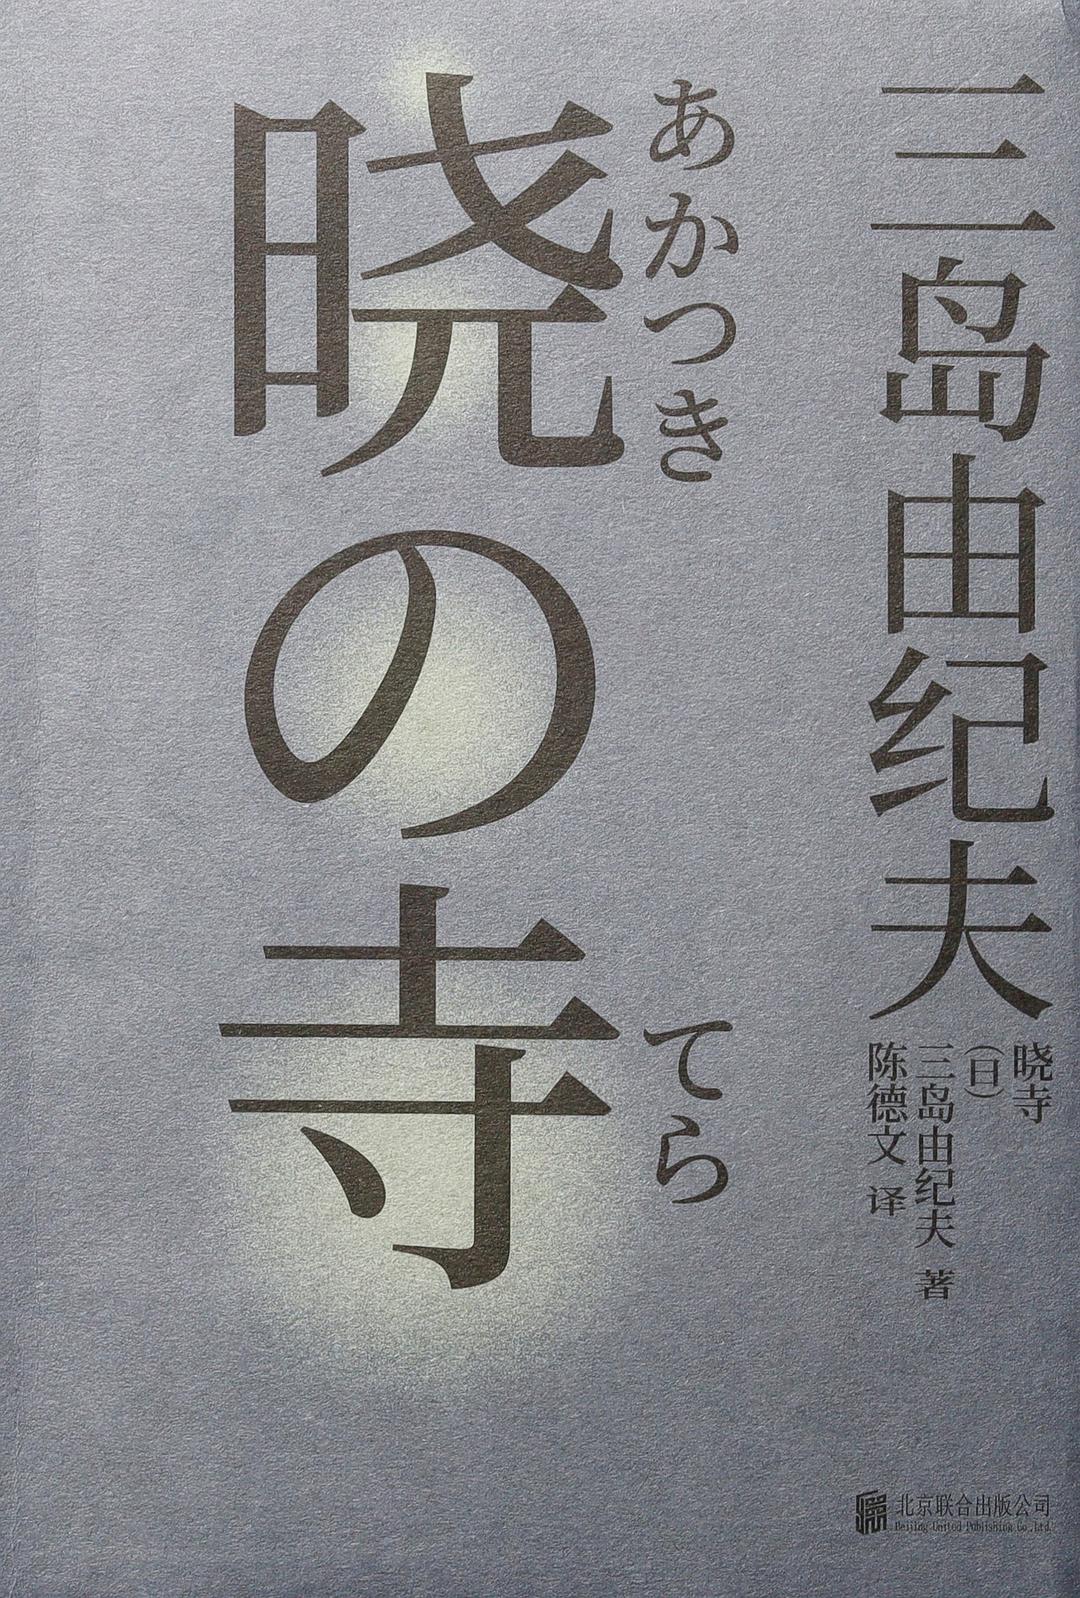 三岛由纪夫
晓寺
（日）
三岛由纪夫 著
陈德文 译
あかつき
てら
晓の寺
北京联合出版公司
Beijing United Publishing Co.,Ltd.